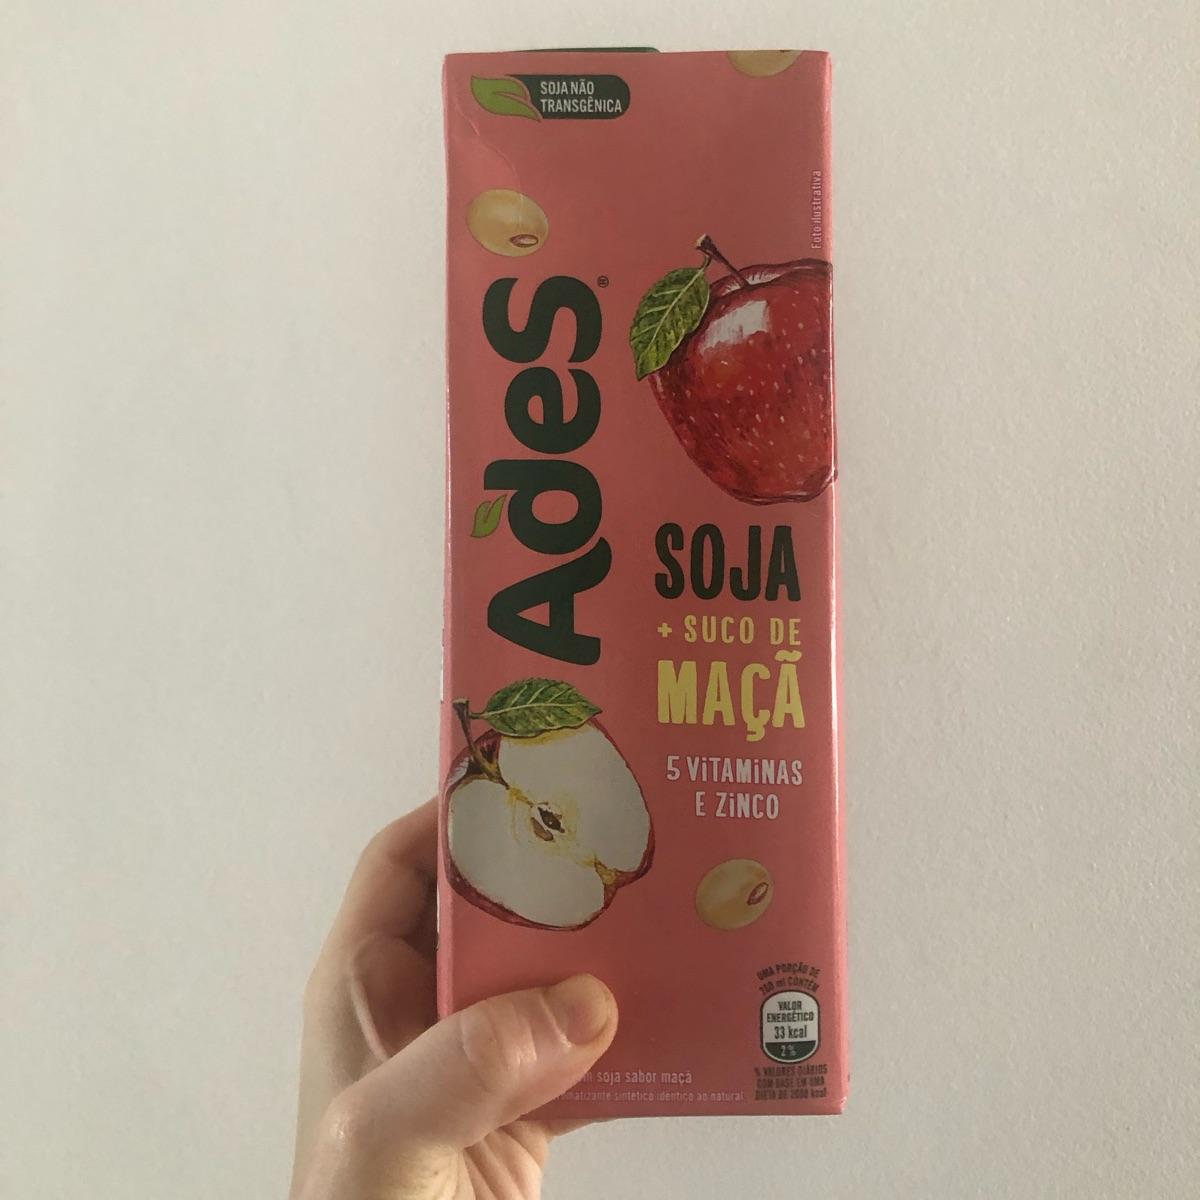 SOJA NÃO
TRANSGÊNICA
Foto ilustrativa
AdeS®
SOJA
+ SUCO DE
MAÇÃ
5 ViTAMiNAS
E ZiNCO
UMA PORÇÃO DE
ml CONTÉM
VALOR
ENERGÉTICO
33 kcal
2%
% VALORES DIÁRIOS
COM BASE EM UMA
DIETA DE 2000 kcal
soja sabor maçã
sintético idêntico ao natural